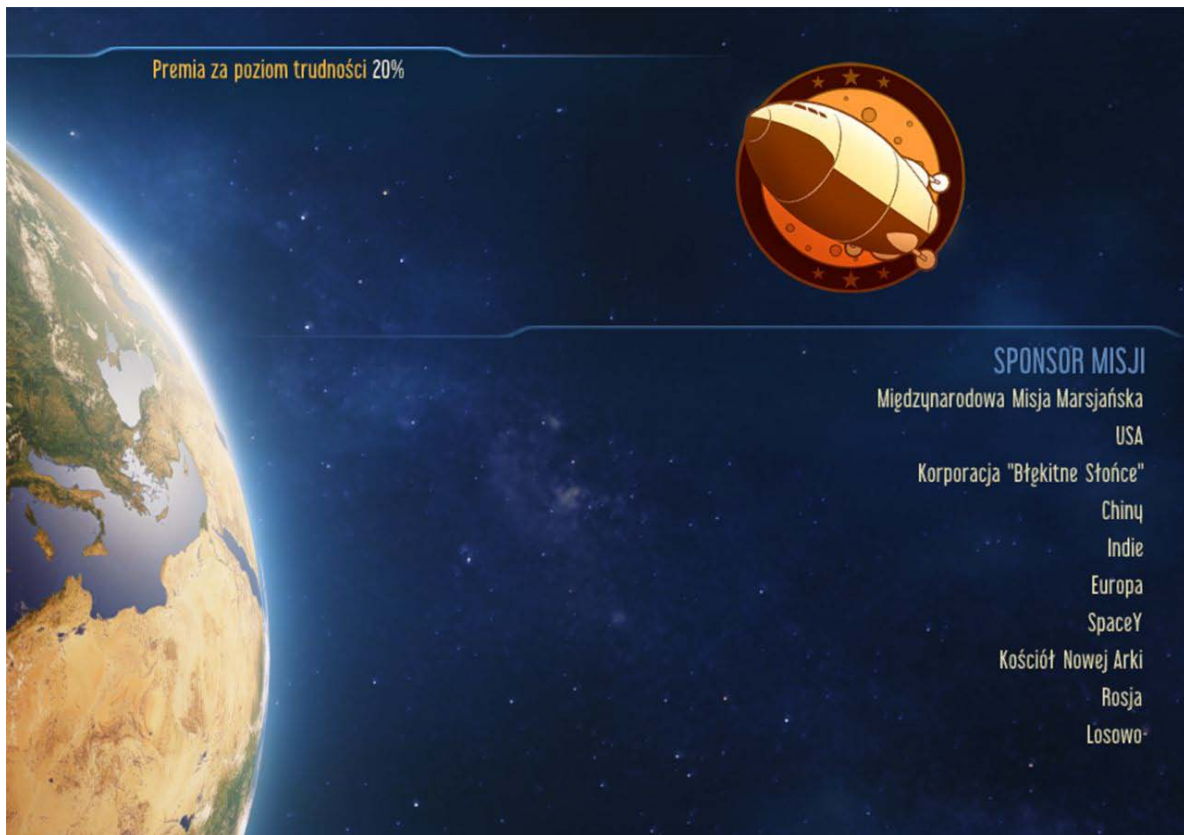 Premia za poziom trudności 20%
SPONSOR MISJI
Międzynarodowa Misja Marsjańska
USA
Korporacja "Błękitne Słońce"
Chiny
Indie
Europa
SpaceY
Kościół Nowej Arki
Rosja
Losowo